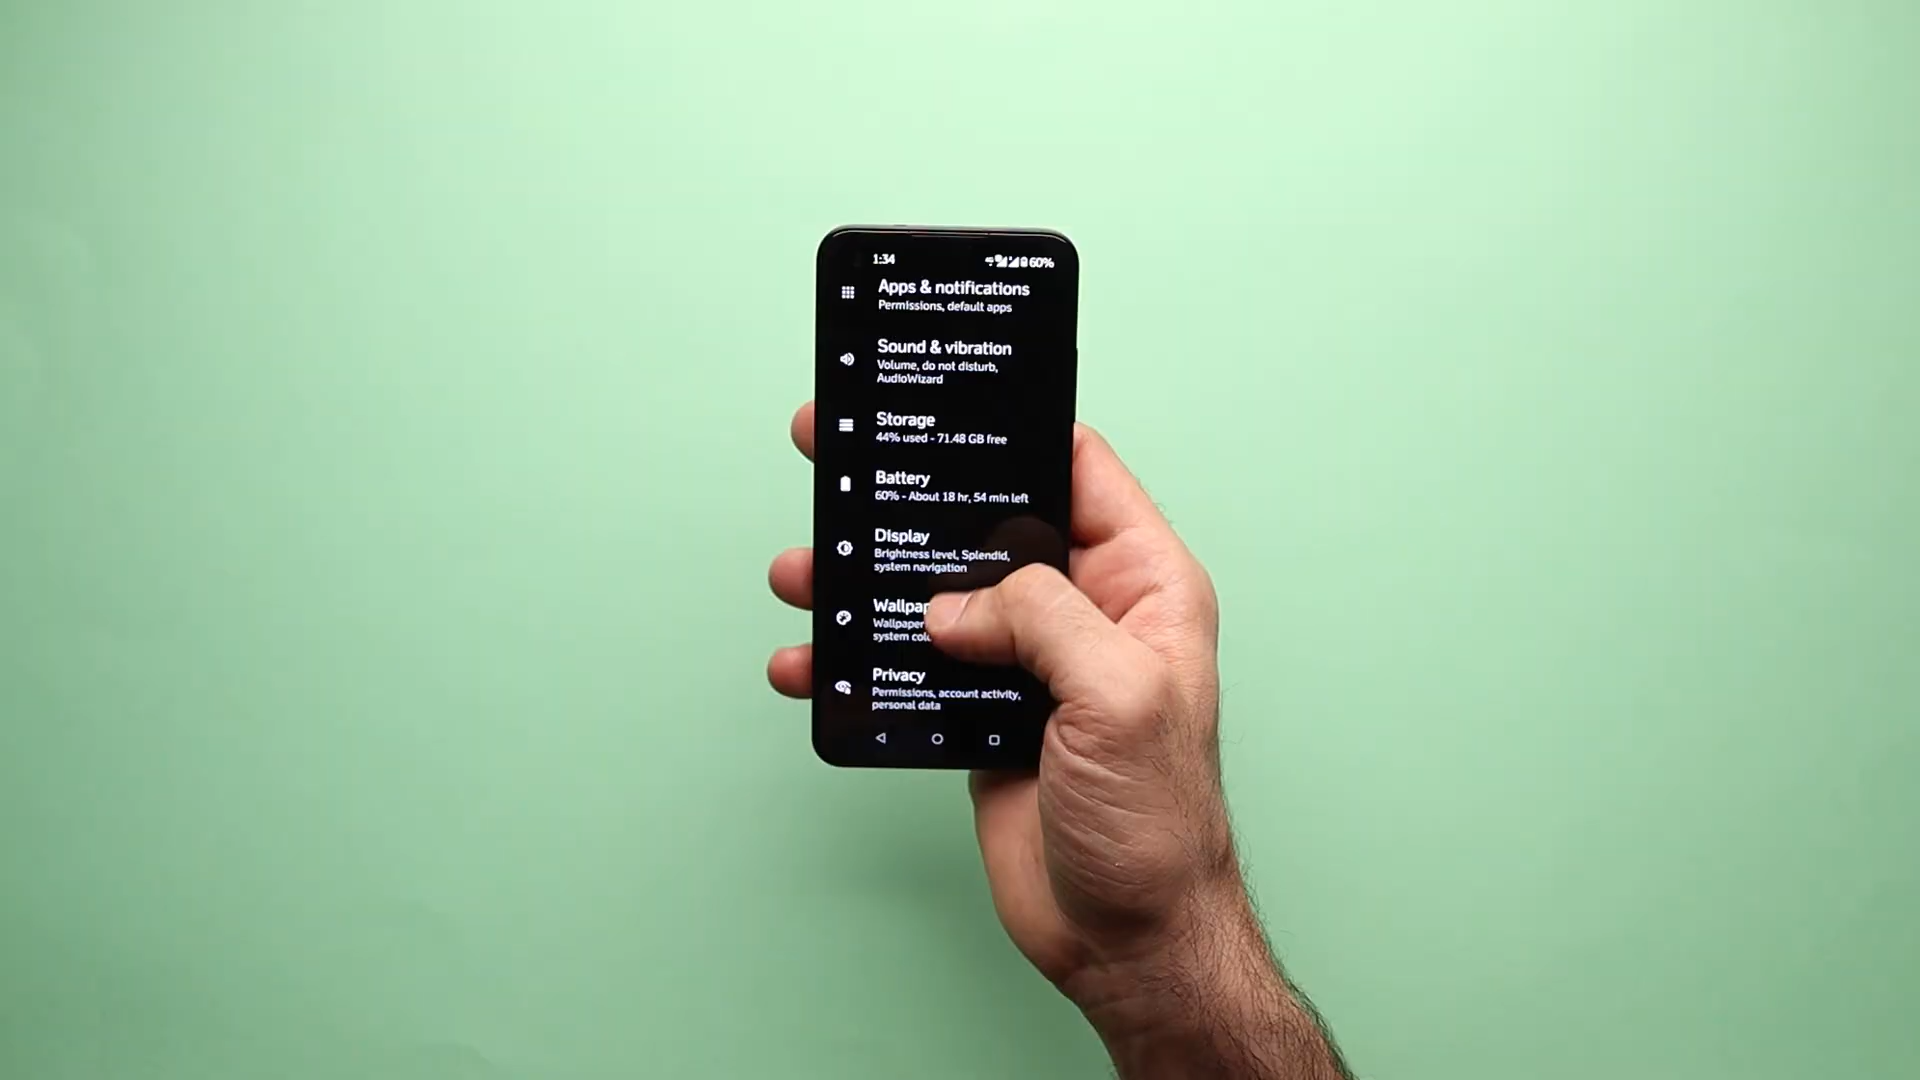 1:34 60%
Apps & notifications
Permissions, default apps
Sound & vibration
Volume, do not disturb,
AudioWizard
Storage
44% used - 71.48 GB free
Battery
60% - About 18 hr, 54 min left
Display
Brightness level, Splendid,
system navigation
Wallpaper
system
Privacy
Permissions, account activity,
personal data